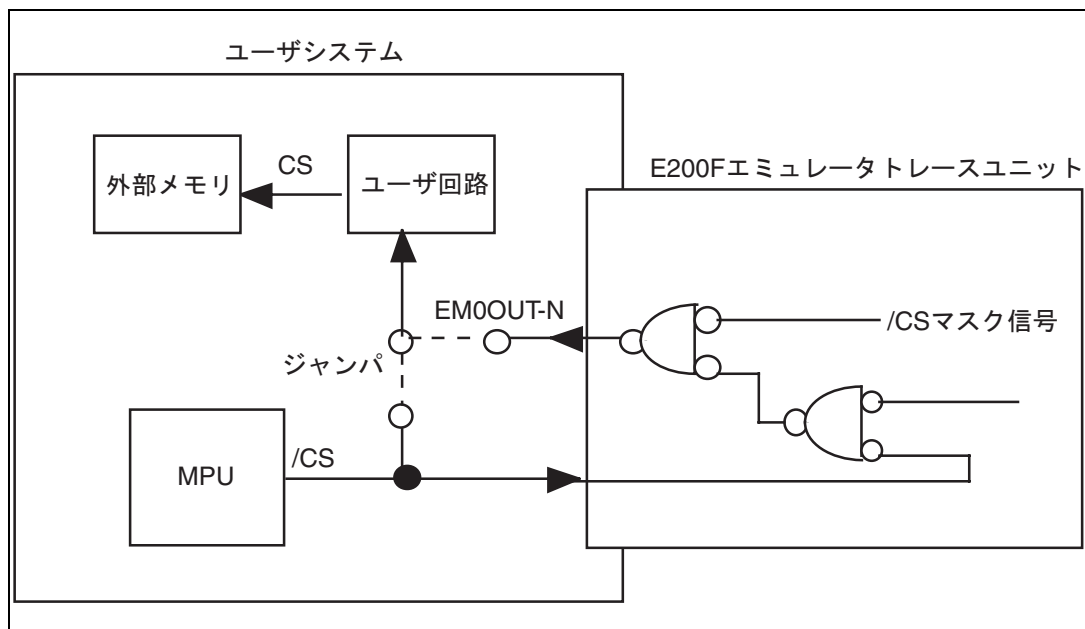 ユーザシステム
E200Fエミュレータトレースユニット
外部メモリ
CS
ユーザ回路
EM0OUT-N
/CSマスク信号
ジャンパ
MPU
/CS